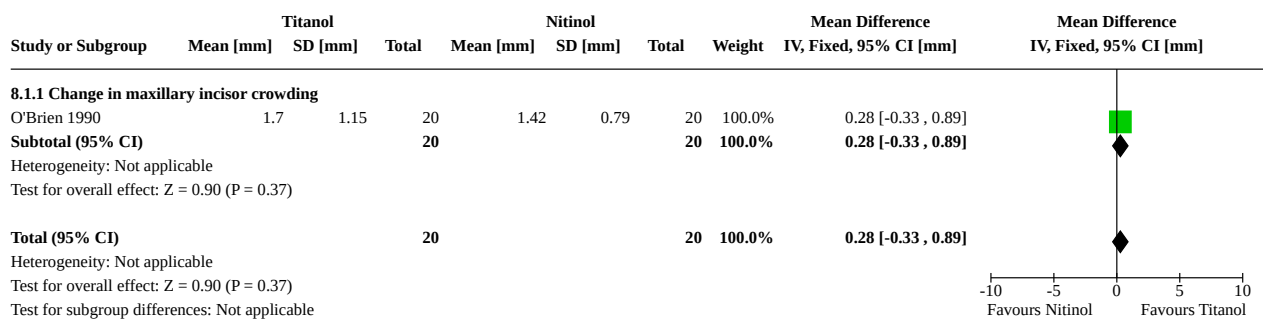 Titanol Nitinol Mean Difference Mean Difference
Study or Subgroup Mean [mm] SD [mm] Total Mean [mm] SD [mm] Total Weight IV, Fixed, 95% CI [mm] IV, Fixed, 95% CI [mm]
8.1.1 Change in maxillary incisor crowding
O'Brien 1990 1.7 1.15 20 1.42 0.79 20 100.0% 0.28 [-0.33 , 0.89]
Subtotal (95% CI) 20 20 100.0% 0.28 [-0.33 , 0.89]
Heterogeneity: Not applicable
Test for overall effect: Z = 0.90 (P = 0.37)
Total (95% CI) 20 20 100.0% 0.28 [-0.33 , 0.89]
Heterogeneity: Not applicable
Test for overall effect: Z = 0.90 (P = 0.37) -10 -5 0 5 10
Test for subgroup differences: Not applicable Favours Nitinol Favours Titanol